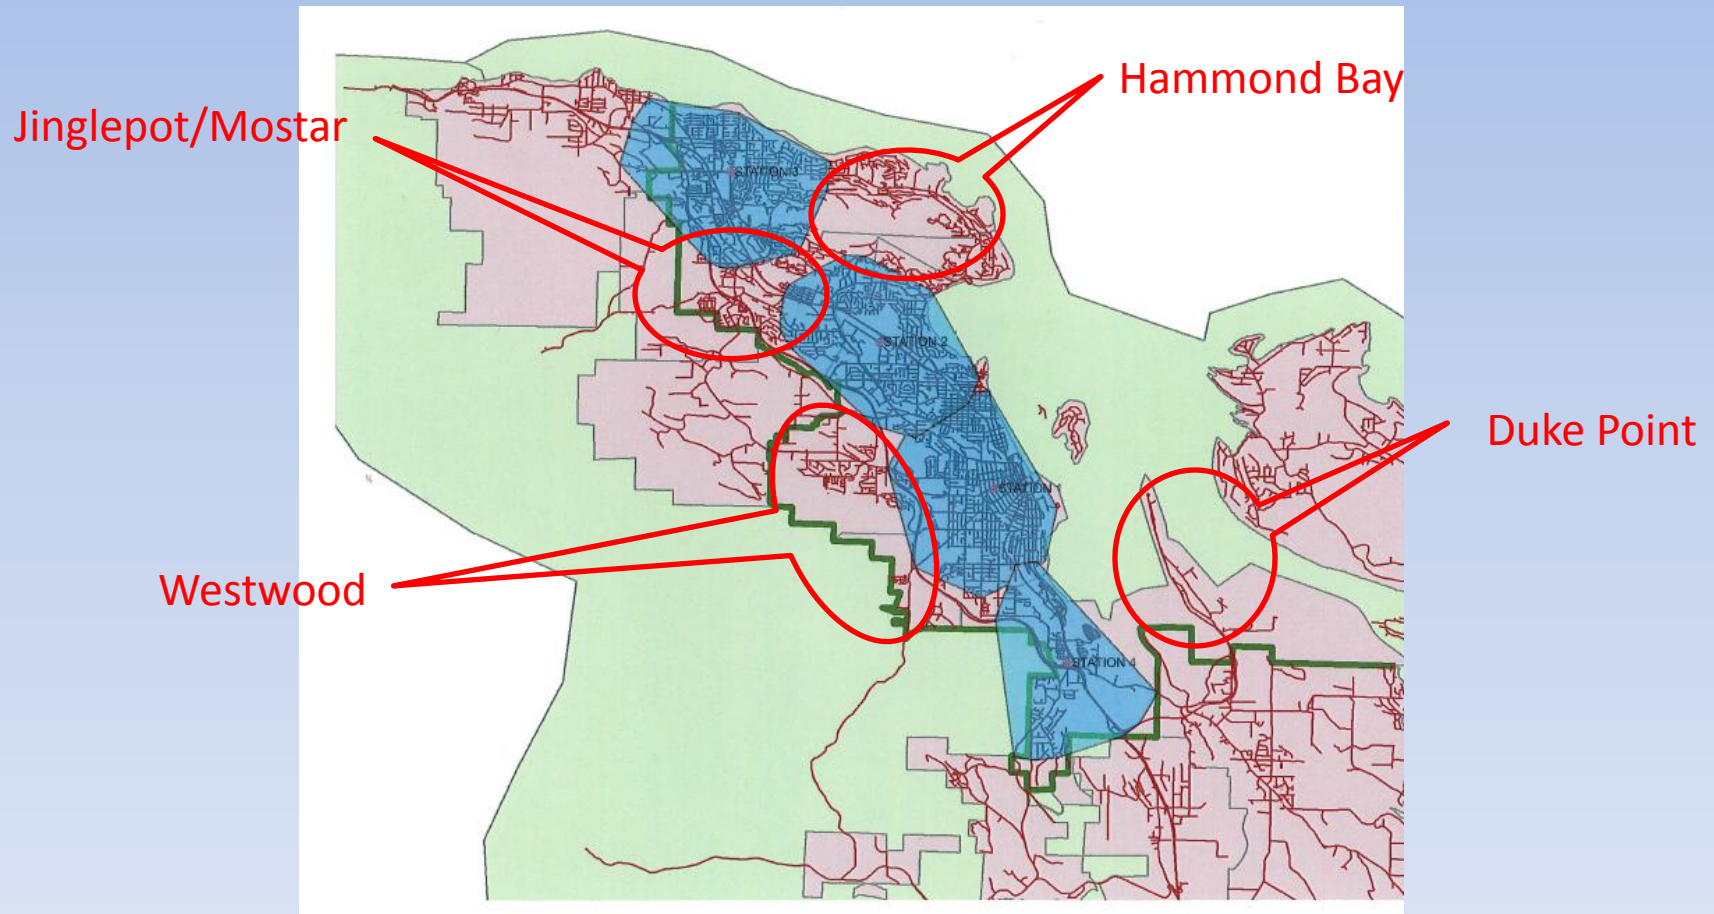 Hammond Bay
Jinglepot/Mostar
STATION 3
STATION 2
Duke Point
STATION 1
Westwood
STATION 4